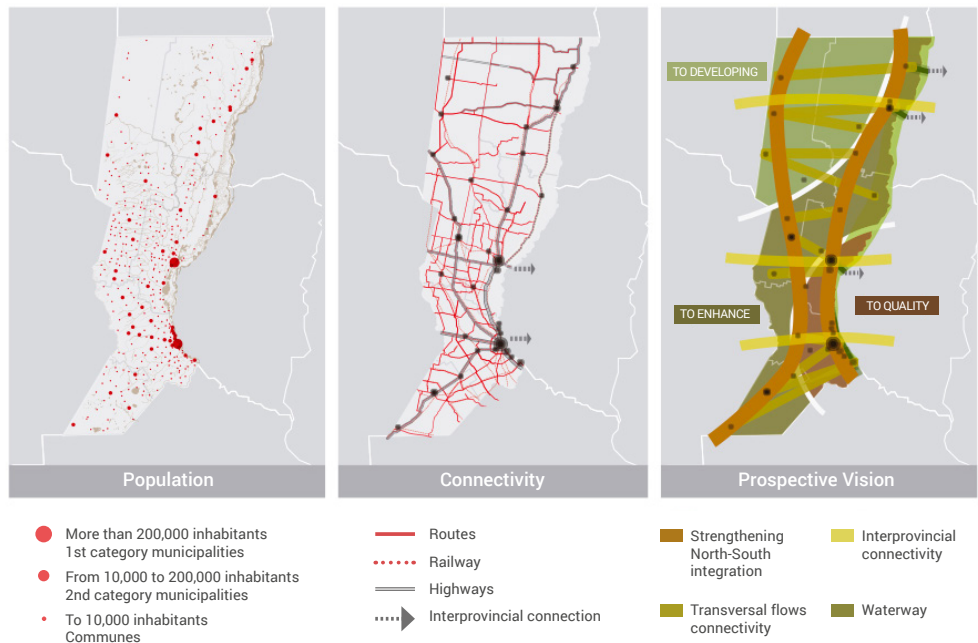 TO DEVELOPING
TO ENHANCE
TO QUALITY
Population
Connectivity
Prospective Vision
More than 200,000 inhabitants
1st category municipalities
From 10,000 to 200,000 inhabitants
2nd category municipalities
To 10,000 inhabitants
Communes
Routes
Railway
Highways
Interprovincial connection
Strengthening
North-South
integration
Interprovincial
connectivity
Transversal flows
connectivity
Waterway